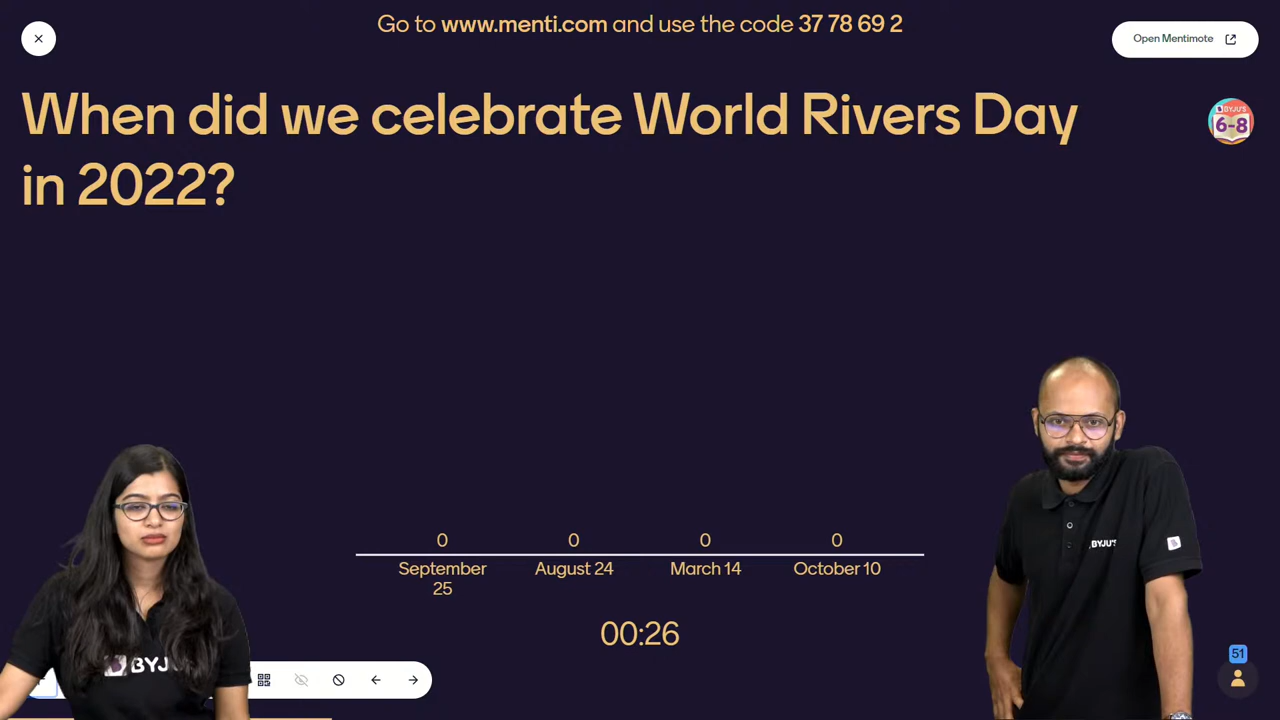 Go to www.menti.com and use the code 37 78 69 2
Open Mentimote
When did we celebrate World Rivers Day
in 2022?
BYJU'S
6-8
0 0 0 0
September August 24 March 14 October 10
25
00:26
BYJU'S
51